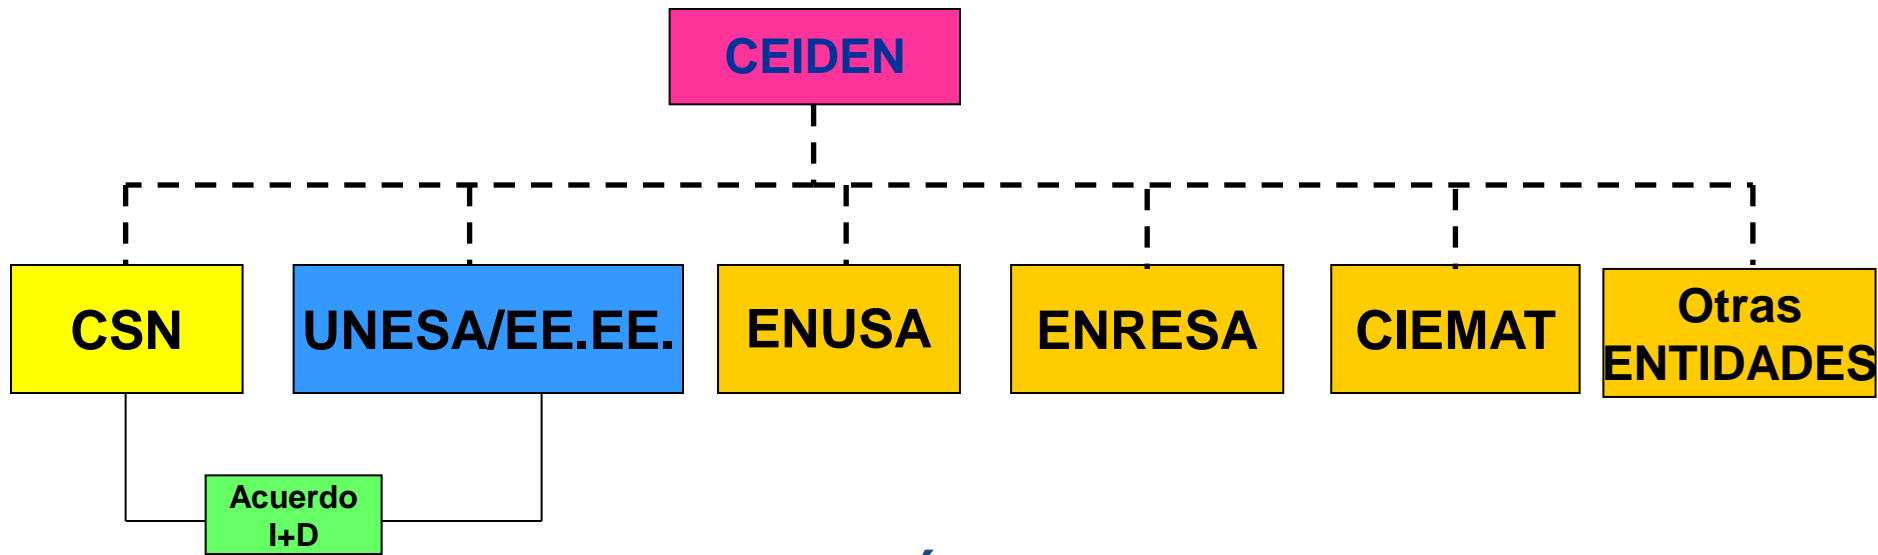 CEIDEN
CSN
UNESA/EE.EE.
ENUSA
ENRESA
CIEMAT
Otras
ENTIDADES
Acuerdo
I+D